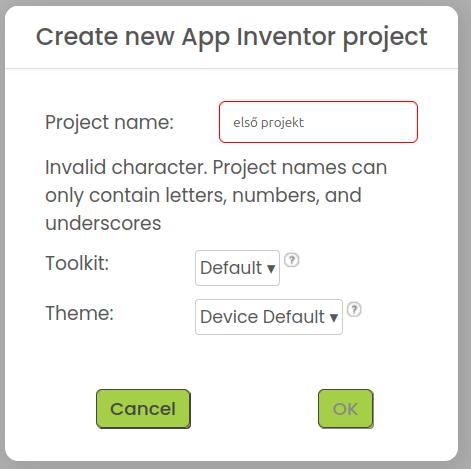 Create new App Inventor project
Project name:
első projekt
Invalid character. Project names can
only contain letters, numbers, and
underscores
Toolkit:
Default ▾
?
Theme:
Device Default ▾
?
Cancel
OK